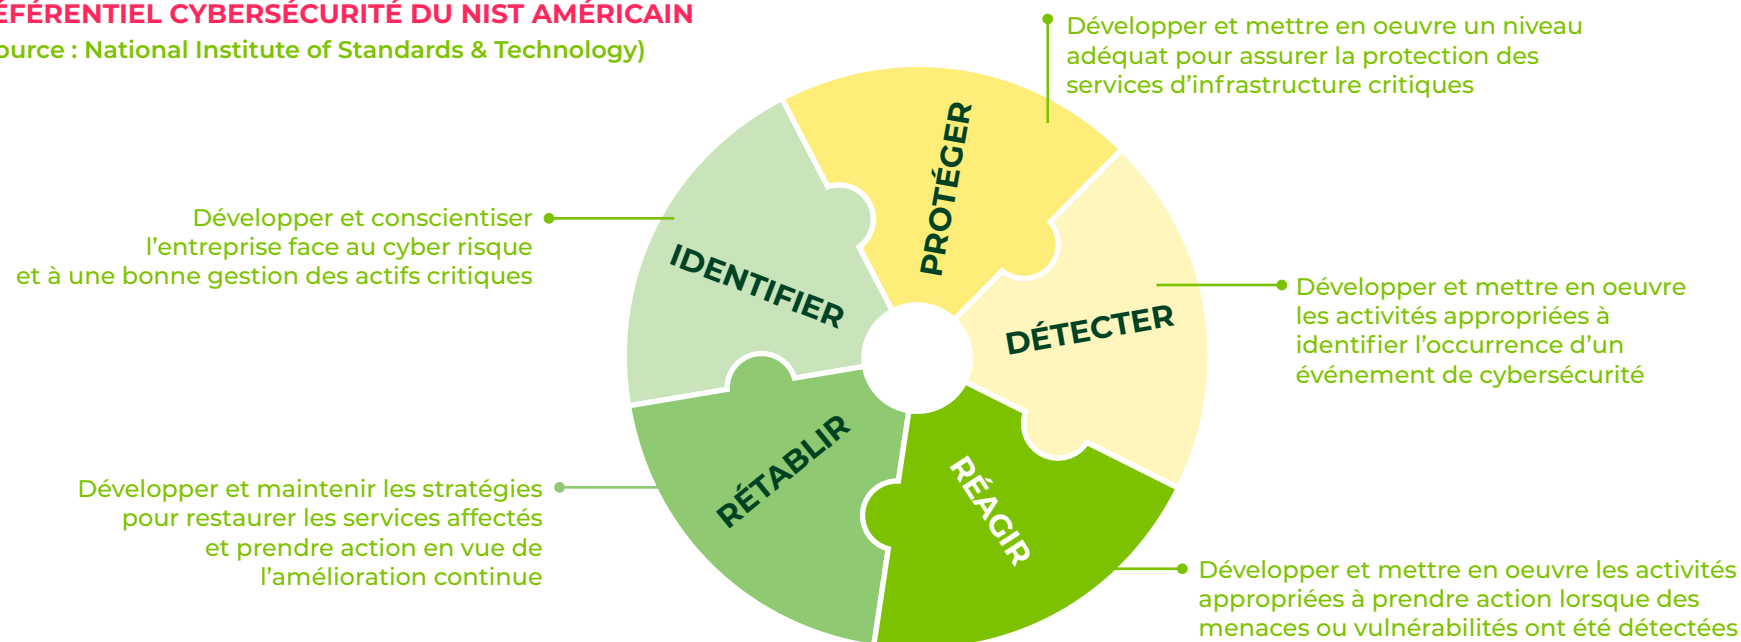 ÉFÉRENTIEL CYBERSÉCURITÉ DU NIST AMÉRICAIN
ource : National Institute of Standards & Technology)
Développer et mettre en oeuvre un niveau
adéquat pour assurer la protection des
services d'infrastructure critiques
PROTÉGER
Développer et conscientiser
l'entreprise face au cyber risque
et à une bonne gestion des actifs critiques
IDENTIFIER
DÉTECTER
Développer et mettre en oeuvre
les activités appropriées à
identifier l'occurrence d'un
événement de cybersécurité
RÉTABLIR
RÉAGIR
Développer et maintenir les stratégies
pour restaurer les services affectés
et prendre action en vue de
l'amélioration continue
Développer et mettre en oeuvre les activités
appropriées à prendre action lorsque des
menaces ou vulnérabilités ont été détectées